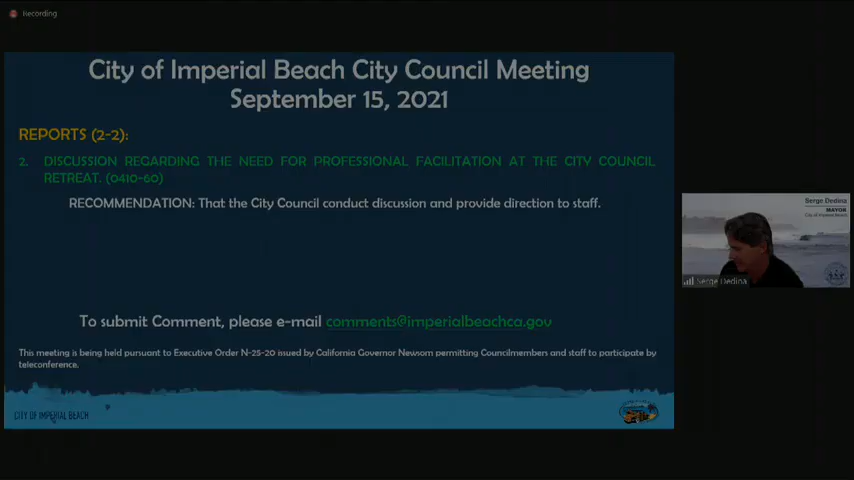 Recording
City of Imperial Beach City Council Meeting
September 15, 2021
REPORTS (2-2):
2. DISCUSSION REGARDING THE NEED FOR PROFESSIONAL FACILITATION AT THE CITY COUNCIL
RETREAT. (0410-60)
RECOMMENDATION: That the City Council conduct discussion and provide direction to staff.
Serge Dedina
MAYOR
City of Imperial Beach
Serge Dedina
To submit Comment, please e-mail comments@imperialbeachca.gov
This meeting is being held pursuant to Executive Order N-25-20 issued by California Governor Newsom permitting Councilmembers and staff to participate by
teleconference.
CITY OF IMPERIAL BEACH